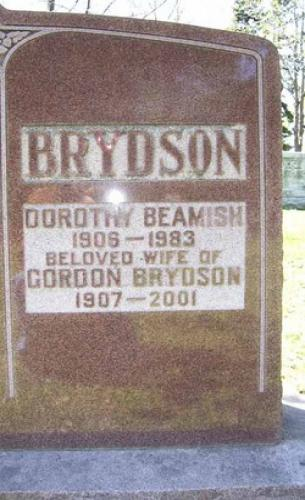 BRYDSON
DOROTHY BEAMISH
1906 — 1983
BELOVED WIFE OF
GORDON BRYDSON
1907 — 2001